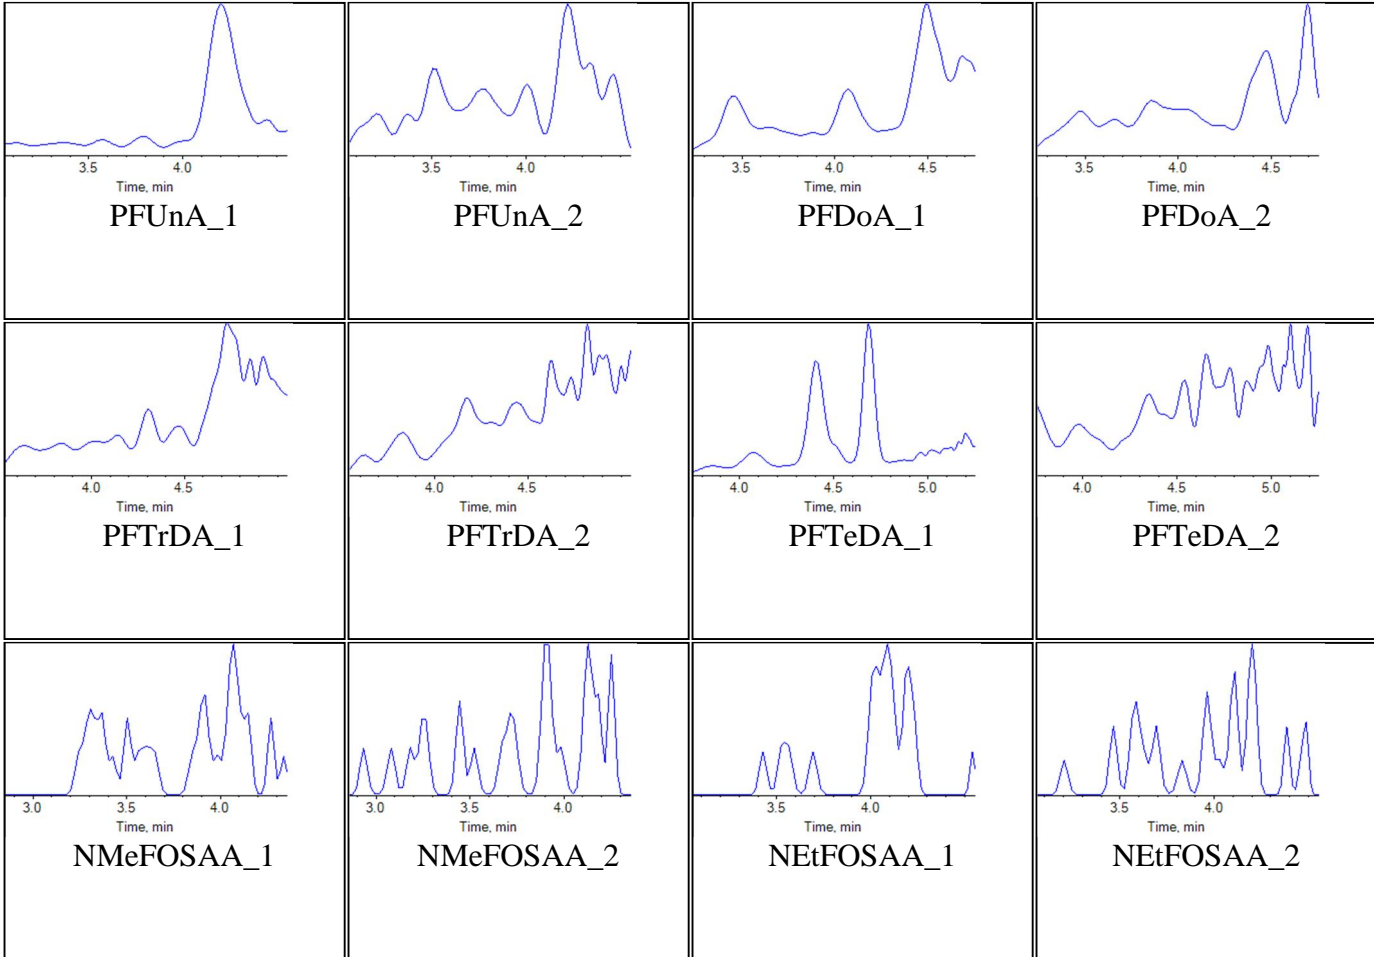 3.5 4.0
Time, min
PFUnA_1
3.5 4.0
Time, min
PFUnA_2
3.5 4.0 4.5
Time, min
PFDoA_1
3.5 4.0 4.5
Time, min
PFDoA_2
4.0 4.5
Time, min
PFTrDA_1
4.0 4.5
Time, min
PFTrDA_2
4.0 4.5 5.0
Time, min
PFTeDA_1
4.0 4.5 5.0
Time, min
PFTeDA_2
3.0 3.5 4.0
Time, min
NMeFOSAA_1
3.0 3.5 4.0
Time, min
NMeFOSAA_2
3.5 4.0
Time, min
NEtFOSAA_1
3.5 4.0
Time, min
NEtFOSAA_2